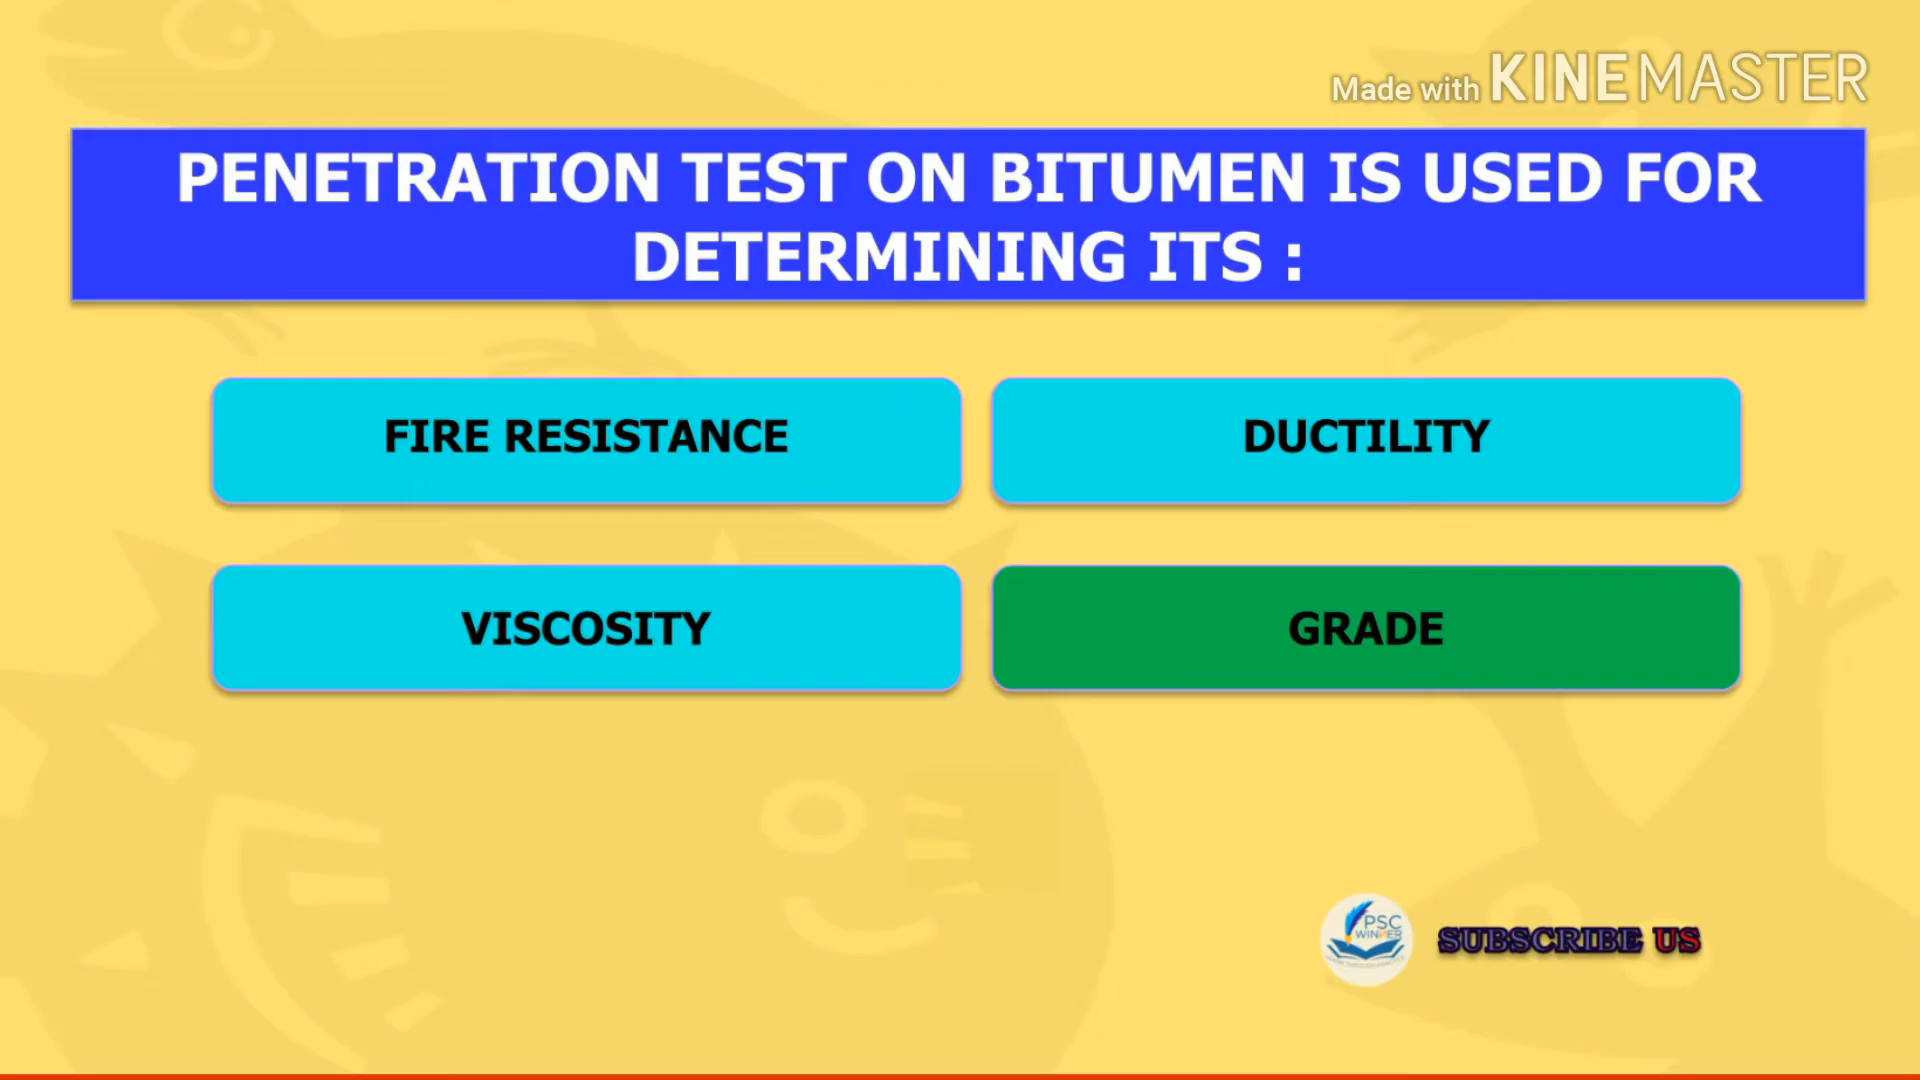 Made with KINEMASTER
PENETRATION TEST ON BITUMEN IS USED FOR
DETERMINING ITS :
FIRE RESISTANCE
DUCTILITY
VISCOSITY
GRADE
PSC
WINNER
SUBSCRIBE US